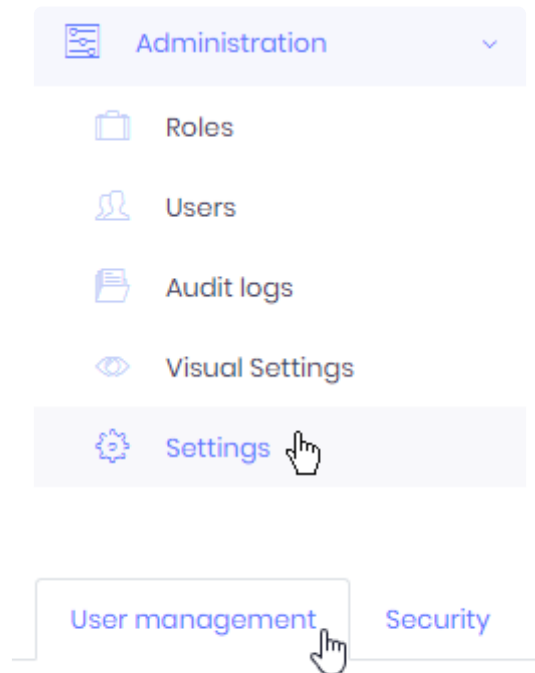 Administration
Roles
Users
Audit logs
Visual Settings
Settings
User management Security